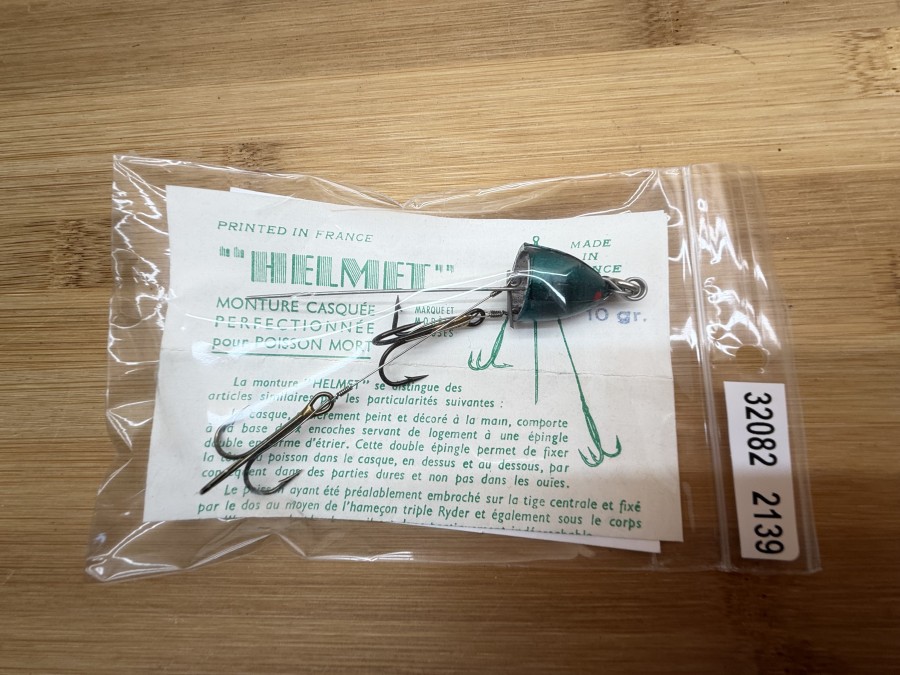 PRINTED IN FRANCE
""HELMET""
MADE
IN
MONTURE CASQUÉE
PERFECTIONNÉE
pour POISSON MORT
MARQUE ET
10 gr.
La monture "HELMET" se distingue des
articles similaires par les particularités suivantes :
casque, peint et décoré à la main, comporte
à sa base deux encoches servant de logement à une épingle
double en forme d'étrier. Cette double épingle permet de fixer
la poisson dans le casque, en dessus et au dessous, par
conséquent dans des parties dures et non pas dans les ouïes.
Le poisson ayant été préalablement embroché sur la tige centrale et fixé
par le dos au moyen de l'hameçon triple Ryder et également sous le corps
32082 2139